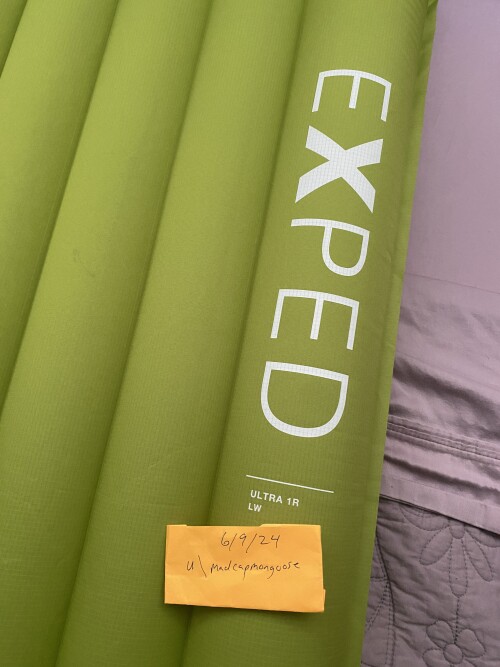 EXPED
ULTRA 1R
LW
6/9/24
u\madcapmongoose